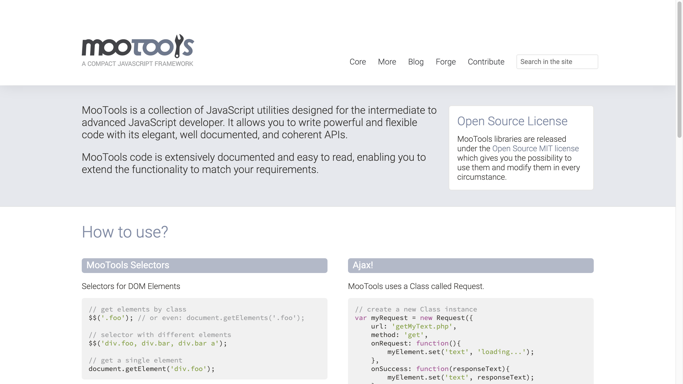 mootools
A COMPACT JAVASCRIPT FRAMEWORK
Core More Blog Forge Contribute Search in the site
MooTools is a collection of JavaScript utilities designed for the intermediate to
advanced JavaScript developer. It allows you to write powerful and flexible
code with its elegant, well documented, and coherent APIs.
MooTools code is extensively documented and easy to read, enabling you to
extend the functionality to match your requirements.
Open Source License
MooTools libraries are released
under the Open Source MIT license
which gives you the possibility to
use them and modify them in every
circumstance.
How to use?
MooTools Selectors
Selectors for DOM Elements
// get elements by class
$$('.foo'); // or even: document.getElements('.foo');
// selector with different elements
$$('div.foo, div.bar, div.bar a');
// get a single element
document.getElement('div.foo');
Ajax!
MooTools uses a Class called Request.
// create a new Class instance
var myRequest = new Request({
url: 'getMyText.php',
method: 'get',
onRequest: function(){
myElement.set('text', 'loading...');
},
onSuccess: function(responseText){
myElement.set('text', responseText);